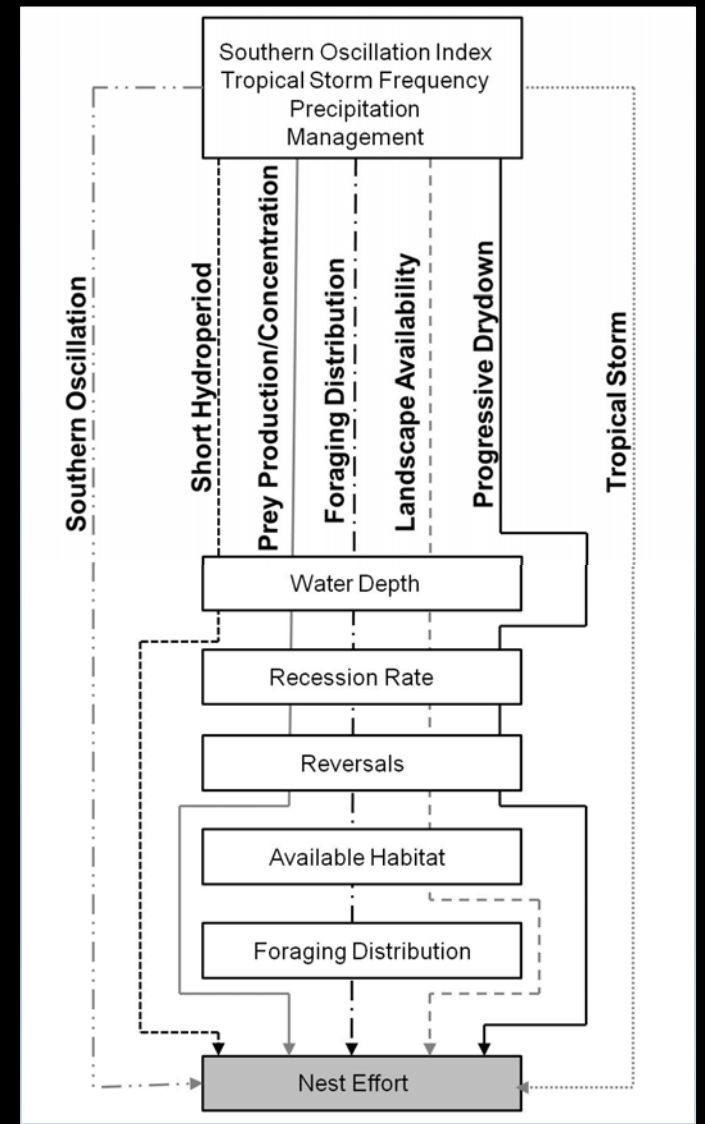 Southern Oscillation Index
Tropical Storm Frequency
Precipitation
Management
Southern Oscillation
Short Hydroperiod
Prey Production/Concentration
Foraging Distribution
Landscape Availability
Progressive Drydown
Tropical Storm
Water Depth
Recession Rate
Reversals
Available Habitat
Foraging Distribution
Nest Effort